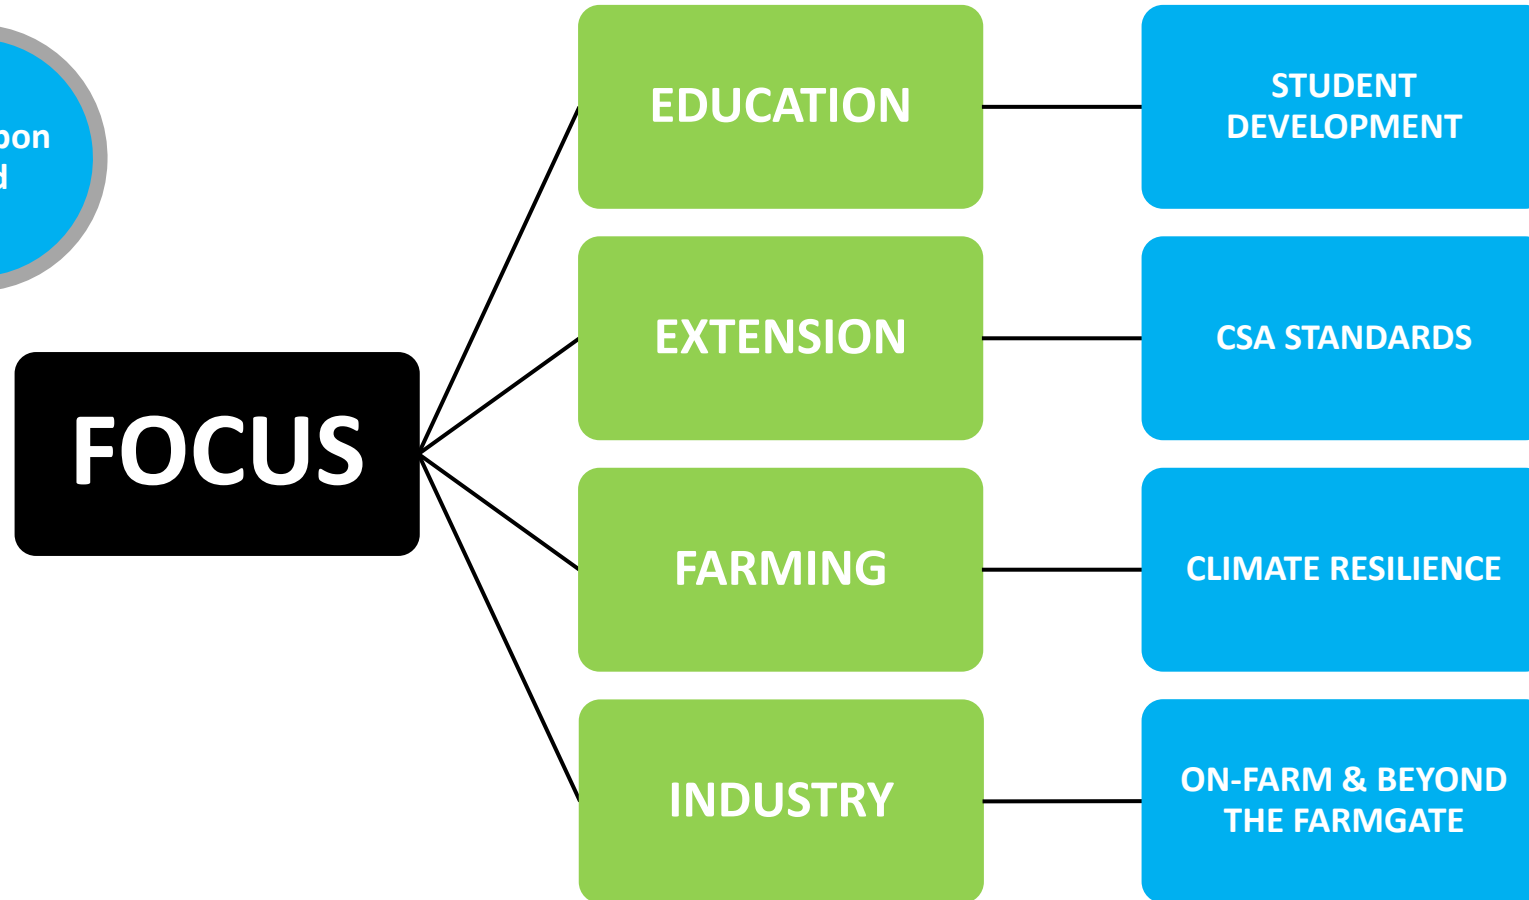 EDUCATION
STUDENT
DEVELOPMENT
EXTENSION
CSA STANDARDS
FOCUS
FARMING
CLIMATE RESILIENCE
INDUSTRY
ON-FARM & BEYOND
THE FARMGATE